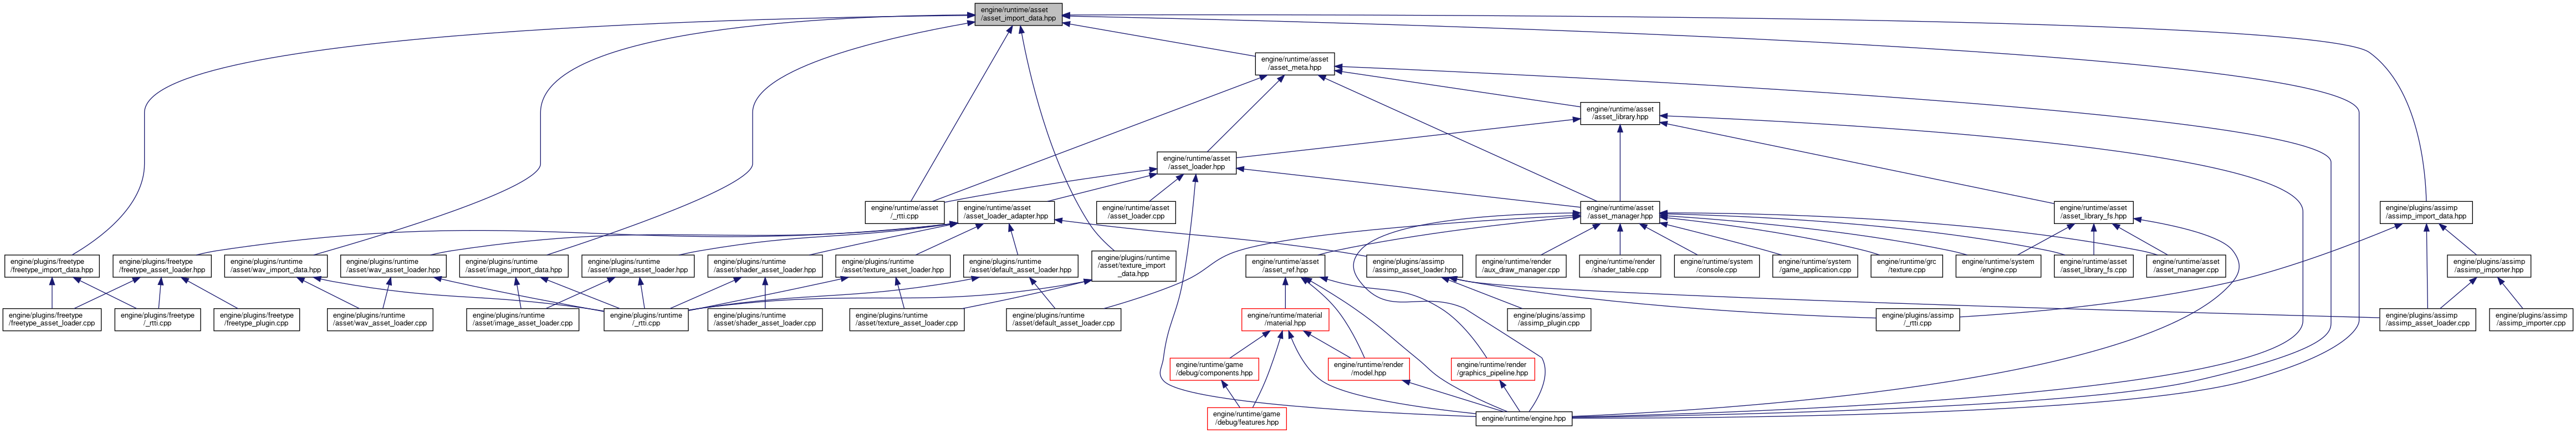 engine/runtime/asset
/asset_import_data.hpp
engine/runtime/asset
/asset_meta.hpp
engine/runtime/asset
/asset_library.hpp
engine/runtime/asset
/asset_loader.hpp
engine/runtime/asset
/_rtti.cpp
engine/runtime/asset
/asset_loader_adapter.hpp
engine/runtime/asset
/asset_loader.cpp
engine/runtime/asset
/asset_manager.hpp
engine/runtime/asset
/asset_library_fs.hpp
engine/plugins/assimp
/assimp_import_data.hpp
engine/plugins/freetype
/freetype_import_data.hpp
engine/plugins/freetype
/freetype_asset_loader.hpp
engine/plugins/runtime
/asset/wav_import_data.hpp
engine/plugins/runtime
/asset/wav_asset_loader.hpp
engine/plugins/runtime
/asset/image_import_data.hpp
engine/plugins/runtime
/asset/image_asset_loader.hpp
engine/plugins/runtime
/asset/shader_asset_loader.hpp
engine/plugins/runtime
/asset/texture_asset_loader.hpp
engine/plugins/runtime
/asset/default_asset_loader.hpp
engine/plugins/runtime
/asset/texture_import
_data.hpp
engine/runtime/asset
/asset_ref.hpp
engine/plugins/assimp
/assimp_asset_loader.hpp
engine/runtime/render
/aux_draw_manager.cpp
engine/runtime/render
/shader_table.cpp
engine/runtime/system
/console.cpp
engine/runtime/system
/game_application.cpp
engine/runtime/grc
/texture.cpp
engine/runtime/system
/engine.cpp
engine/runtime/asset
/asset_library_fs.cpp
engine/runtime/asset
/asset_manager.cpp
engine/plugins/assimp
/assimp_importer.hpp
engine/plugins/freetype
/freetype_asset_loader.cpp
engine/plugins/freetype
/_rtti.cpp
engine/plugins/freetype
/freetype_plugin.cpp
engine/plugins/runtime
/asset/wav_asset_loader.cpp
engine/plugins/runtime
/asset/image_asset_loader.cpp
engine/plugins/runtime
/_rtti.cpp
engine/plugins/runtime
/asset/shader_asset_loader.cpp
engine/plugins/runtime
/asset/texture_asset_loader.cpp
engine/plugins/runtime
/asset/default_asset_loader.cpp
engine/runtime/material
/material.hpp
engine/plugins/assimp
/assimp_plugin.cpp
engine/plugins/assimp
/_rtti.cpp
engine/plugins/assimp
/assimp_asset_loader.cpp
engine/plugins/assimp
/assimp_importer.cpp
engine/runtime/game
/debug/components.hpp
engine/runtime/render
/model.hpp
engine/runtime/render
/graphics_pipeline.hpp
engine/runtime/game
/debug/features.hpp
engine/runtime/engine.hpp